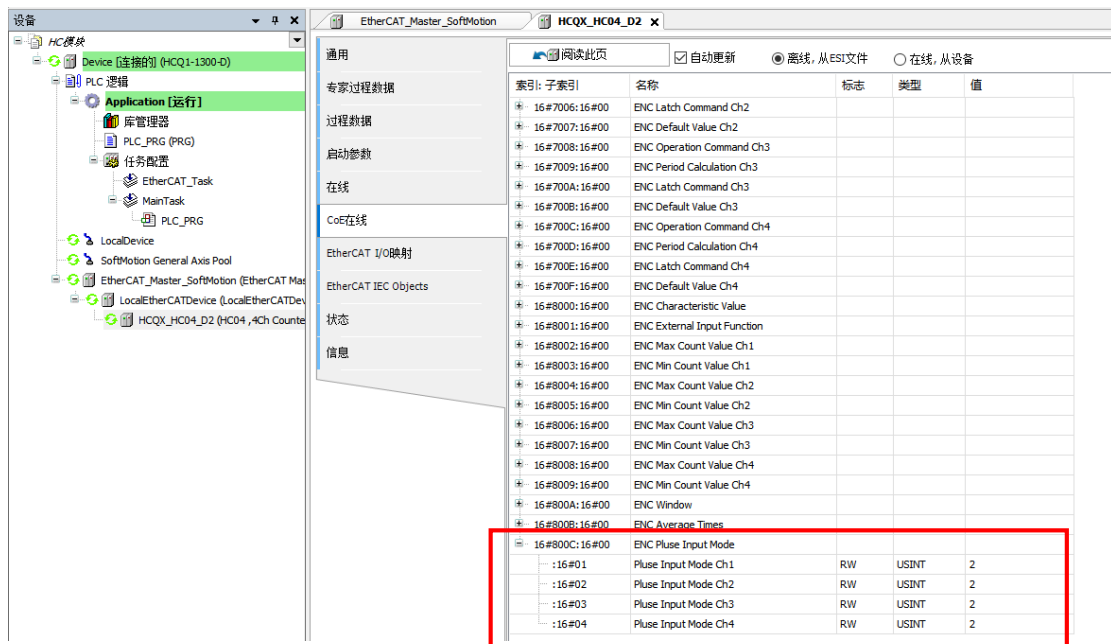 设备
HC模块
Device [连接的] (HCQ1-1300-D)
PLC 逻辑
Application [运行]
库管理器
PLC_PRG (PRG)
任务配置
EtherCAT_Task
MainTask
PLC_PRG
LocalDevice
SoftMotion General Axis Pool
EtherCAT_Master_SoftMotion (EtherCAT Mas
LocalEtherCATDevice (LocalEtherCATDev
HCQX_HC04_D2 (HC04 ,4Ch Counte
EtherCAT_Master_SoftMotion
HCQX_HC04_D2
通用
专家过程数据
过程数据
启动参数
在线
CoE在线
EtherCAT I/O映射
EtherCAT IEC Objects
状态
信息
阅读此页 自动更新 离线, 从ESI文件 在线, 从设备
索引: 子索引 名称 标志 类型 值
16#7006:16#00 ENC Latch Command Ch2
16#7007:16#00 ENC Default Value Ch2
16#7008:16#00 ENC Operation Command Ch3
16#7009:16#00 ENC Period Calculation Ch3
16#700A:16#00 ENC Latch Command Ch3
16#700B:16#00 ENC Default Value Ch3
16#700C:16#00 ENC Operation Command Ch4
16#700D:16#00 ENC Period Calculation Ch4
16#700E:16#00 ENC Latch Command Ch4
16#700F:16#00 ENC Default Value Ch4
16#8000:16#00 ENC Characteristic Value
16#8001:16#00 ENC External Input Function
16#8002:16#00 ENC Max Count Value Ch1
16#8003:16#00 ENC Min Count Value Ch1
16#8004:16#00 ENC Max Count Value Ch2
16#8005:16#00 ENC Min Count Value Ch2
16#8006:16#00 ENC Max Count Value Ch3
16#8007:16#00 ENC Min Count Value Ch3
16#8008:16#00 ENC Max Count Value Ch4
16#8009:16#00 ENC Min Count Value Ch4
16#800A:16#00 ENC Window
16#800B:16#00 ENC Average Times
16#800C:16#00 ENC Pluse Input Mode
:16#01 Pluse Input Mode Ch1 RW USINT 2
:16#02 Pluse Input Mode Ch2 RW USINT 2
:16#03 Pluse Input Mode Ch3 RW USINT 2
:16#04 Pluse Input Mode Ch4 RW USINT 2